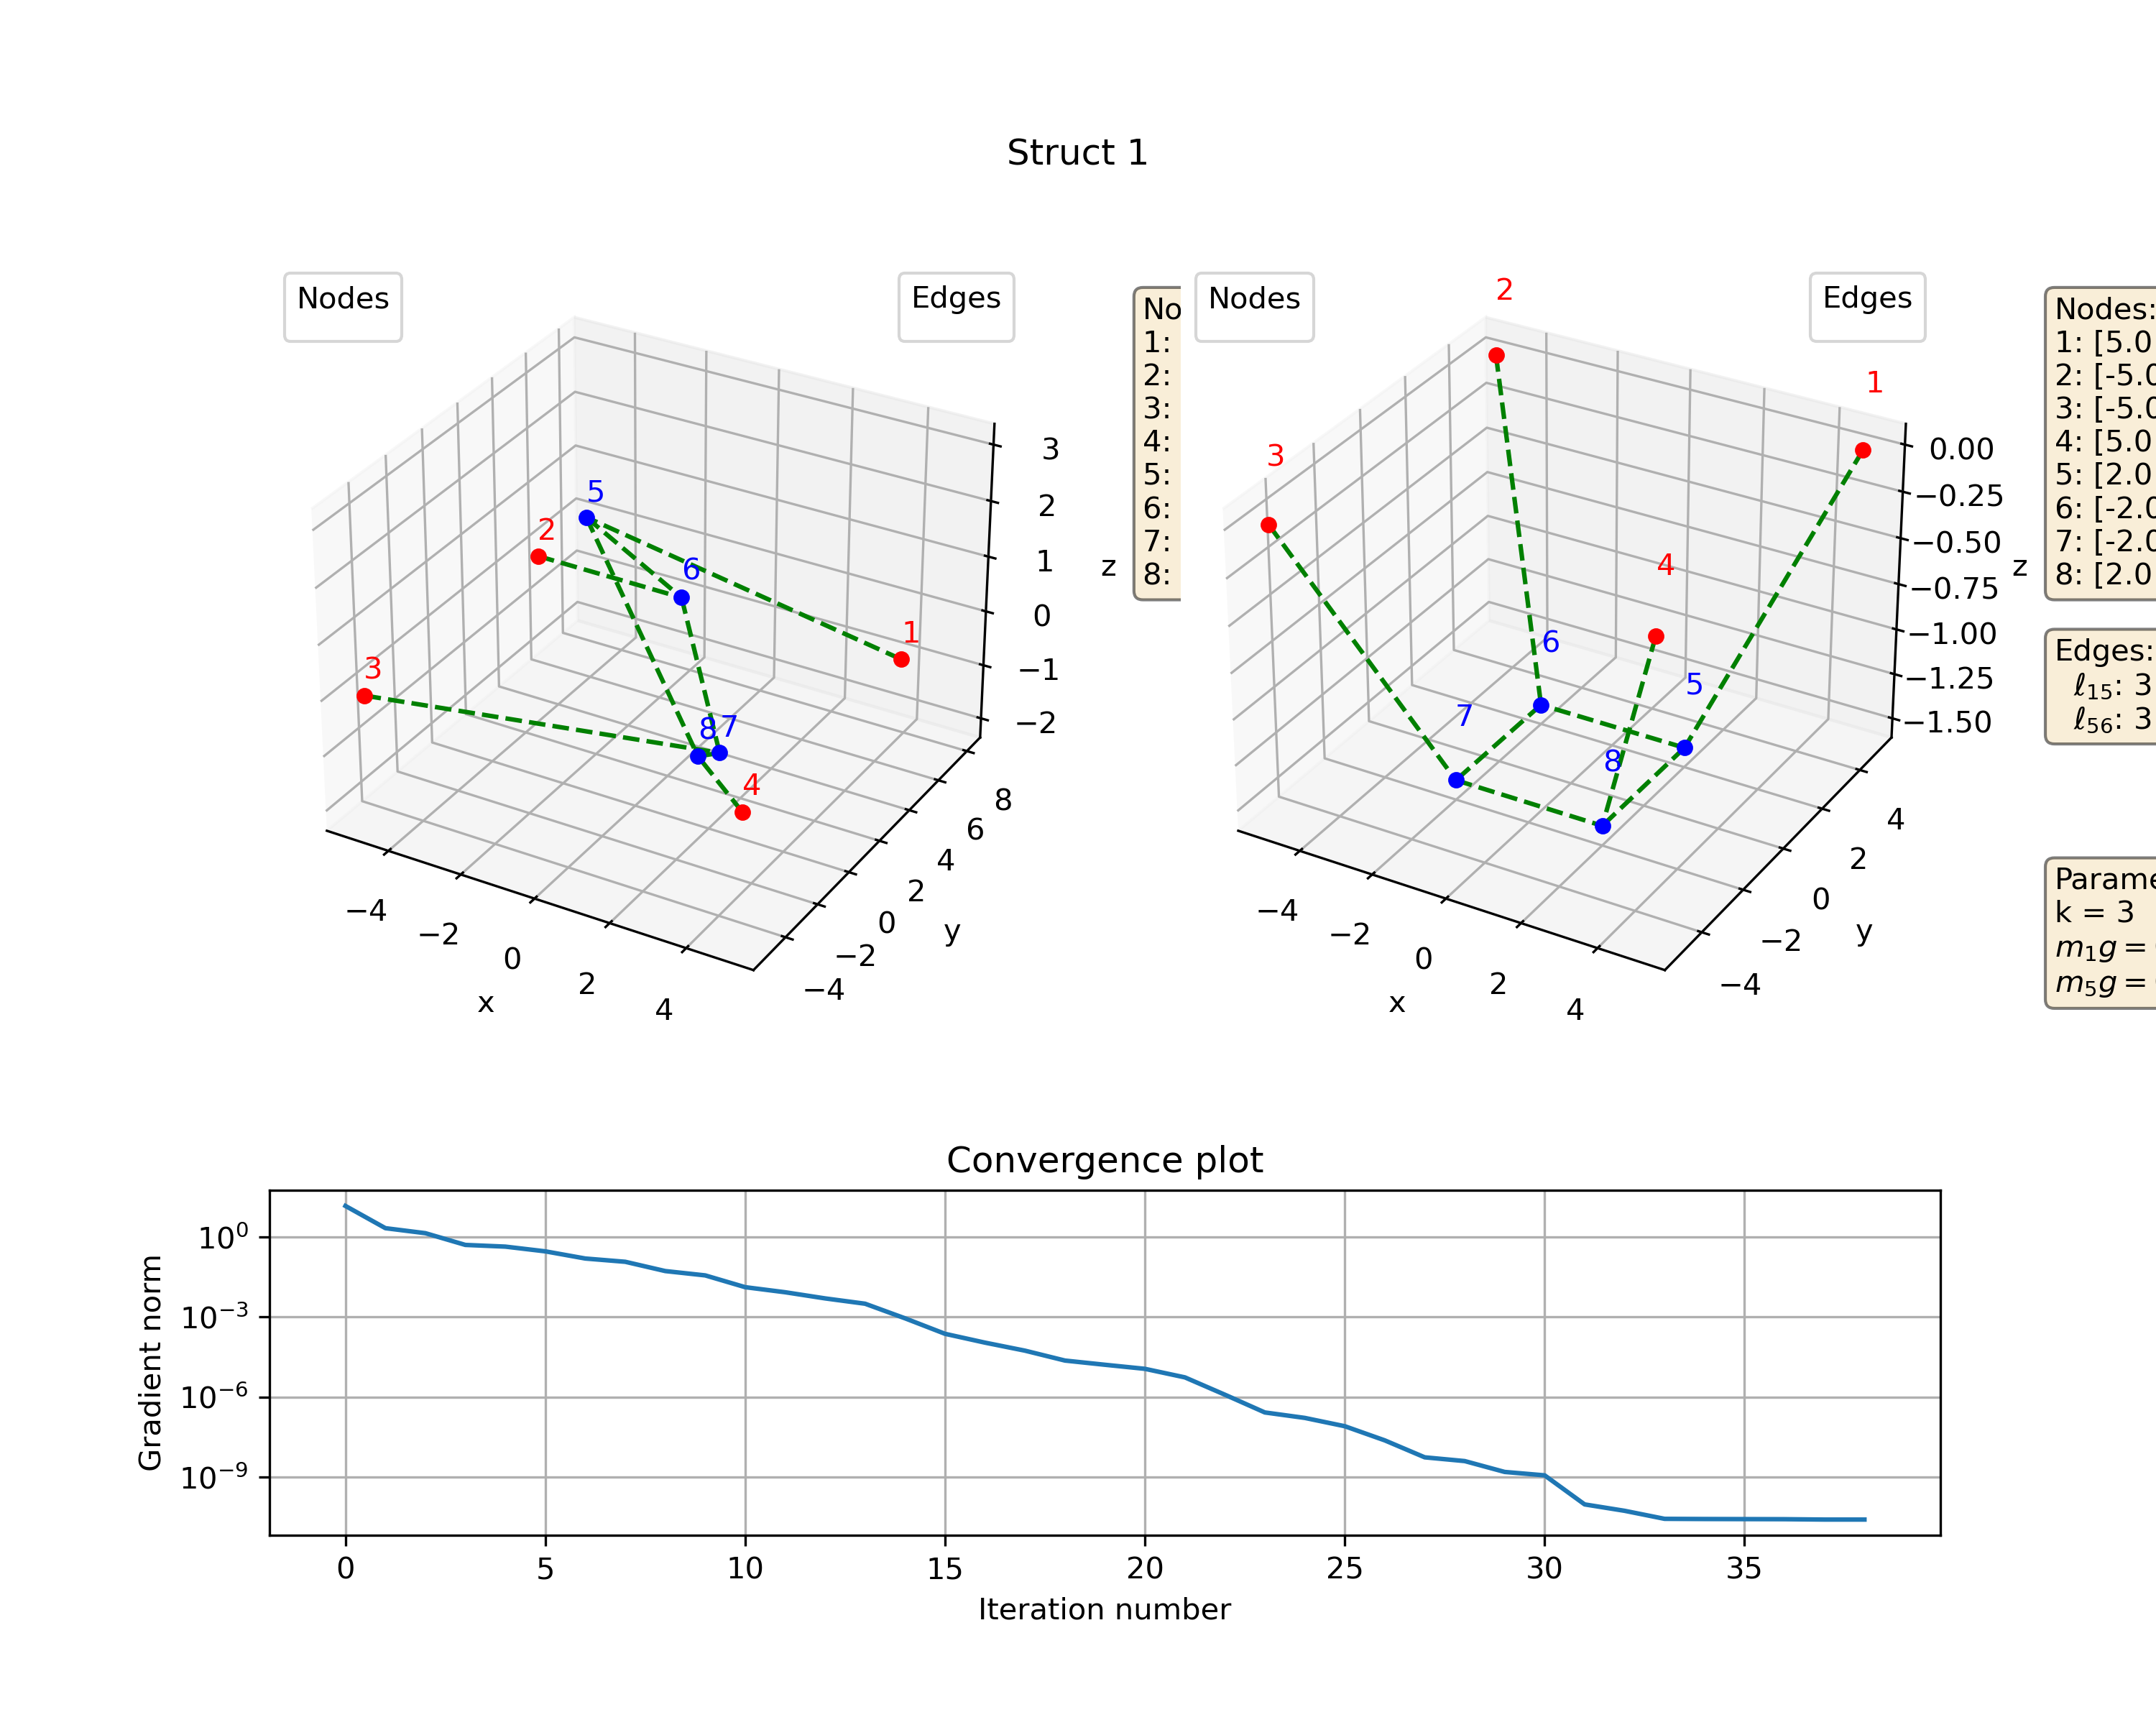 Struct 1
Nodes
Edges
No
1:
2:
3:
4:
5:
6:
7:
8:
5
2
6
3
1
8
7
4
3
2
1
0
−1
−2
z
8
6
4
2
0
−2
−4
y
−4
−2
0
2
4
x
Nodes
Edges
2
1
3
4
6
5
7
8
0.00
−0.25
−0.50
−0.75
−1.00
−1.25
−1.50
z
4
2
0
−2
−4
y
−4
−2
0
2
4
x
Nodes:
1: [5.0
2: [-5.0
3: [-5.0
4: [5.0
5: [2.0
6: [-2.0
7: [-2.0
8: [2.0
Edges:
ℓ₁₅: 3
ℓ₅₆: 3
Parame
k = 3
m₁g =
m₅g =
Convergence plot
Gradient norm
10⁰
10⁻³
10⁻⁶
10⁻⁹
0 5 10 15 20 25 30 35
Iteration number